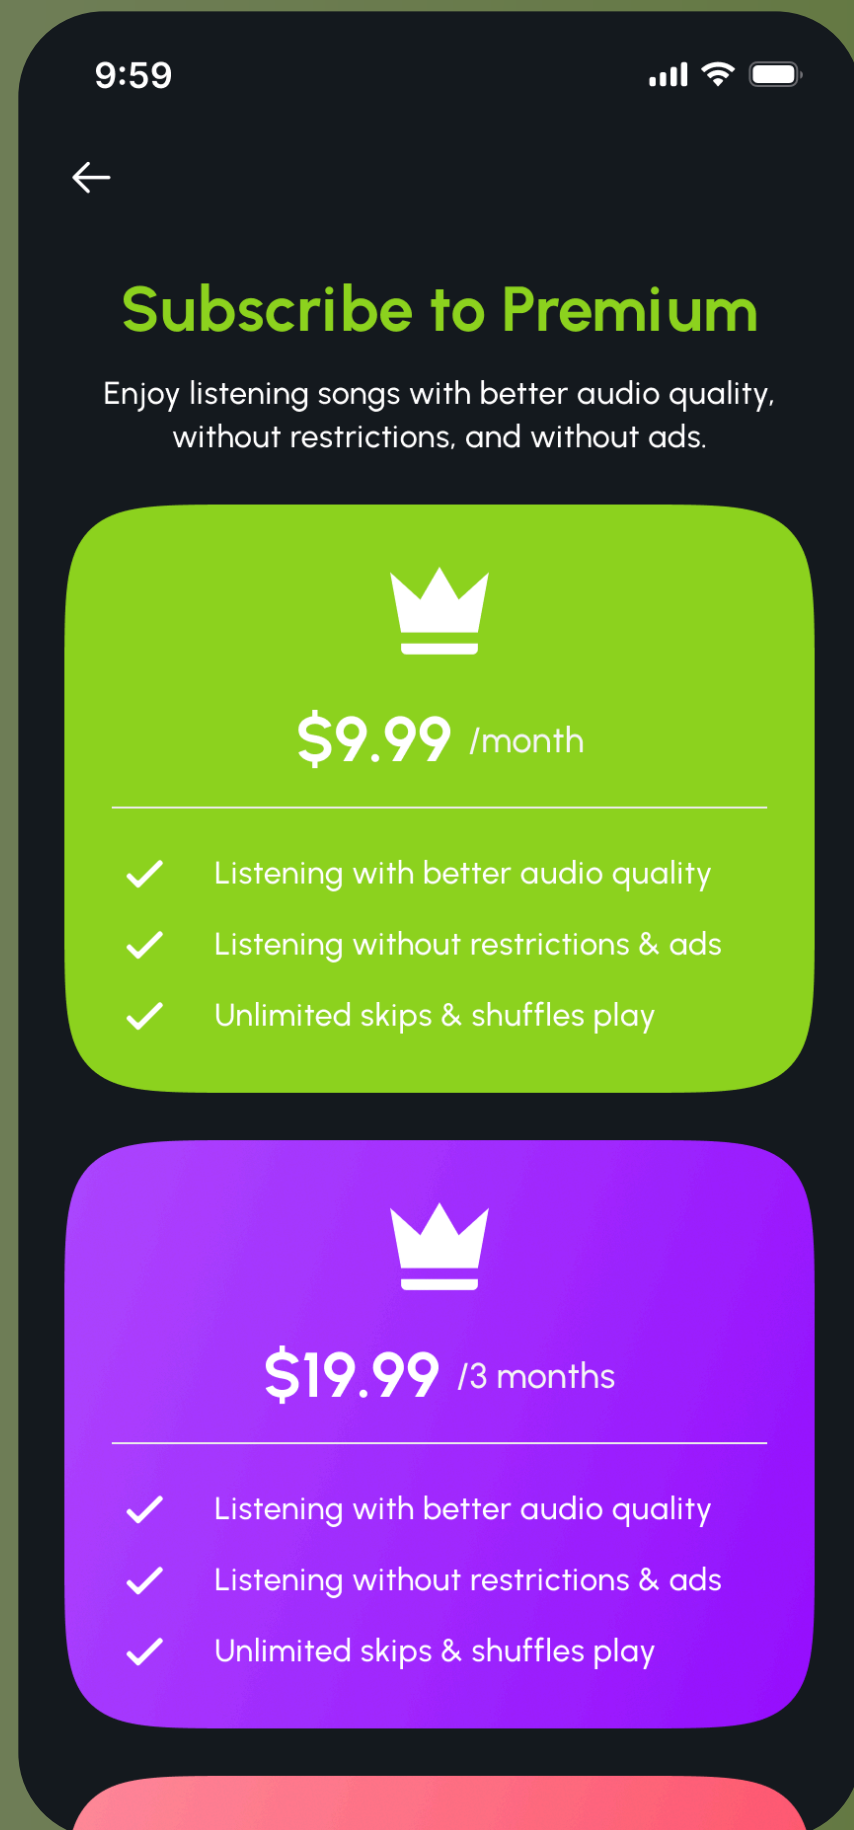 9:59
Subscribe to Premium
Enjoy listening songs with better audio quality,
without restrictions, and without ads.
$9.99 /month
Listening with better audio quality
Listening without restrictions & ads
Unlimited skips & shuffles play
$19.99 /3 months
Listening with better audio quality
Listening without restrictions & ads
Unlimited skips & shuffles play